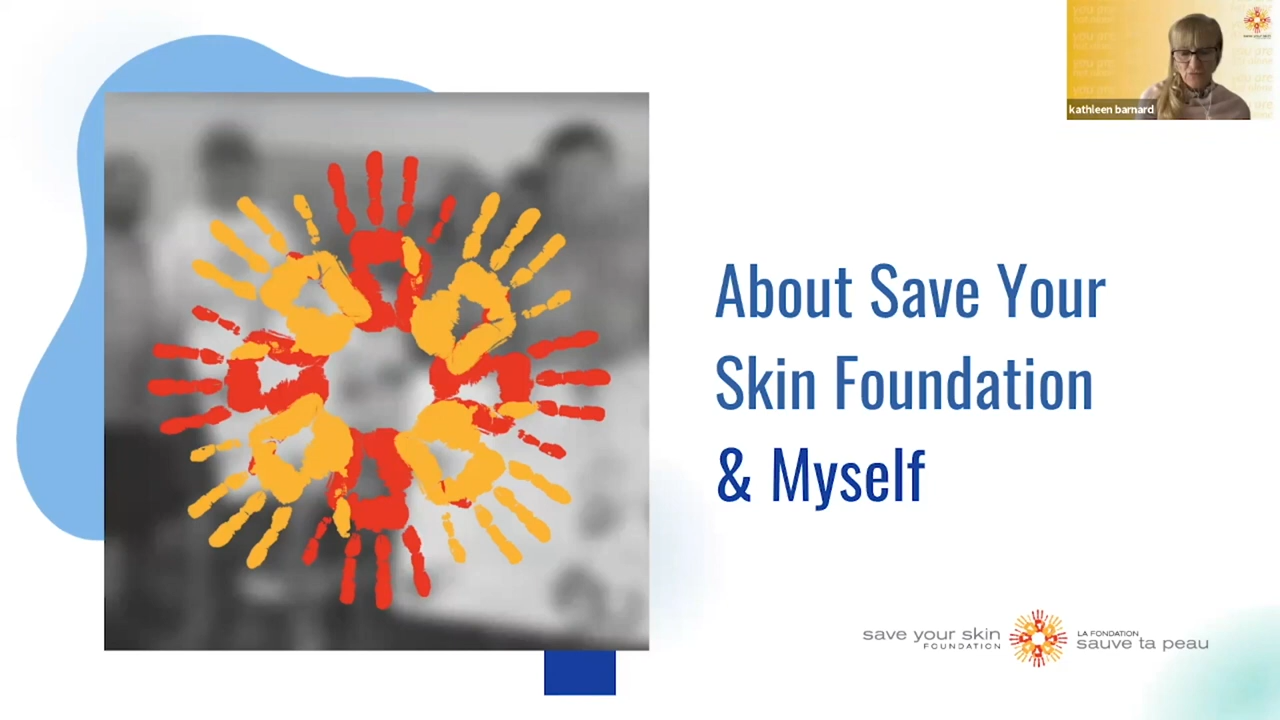 kathleen barnard
About Save Your
Skin Foundation
& Myself
save your skin
FOUNDATION
LA FONDATION
sauve ta peau